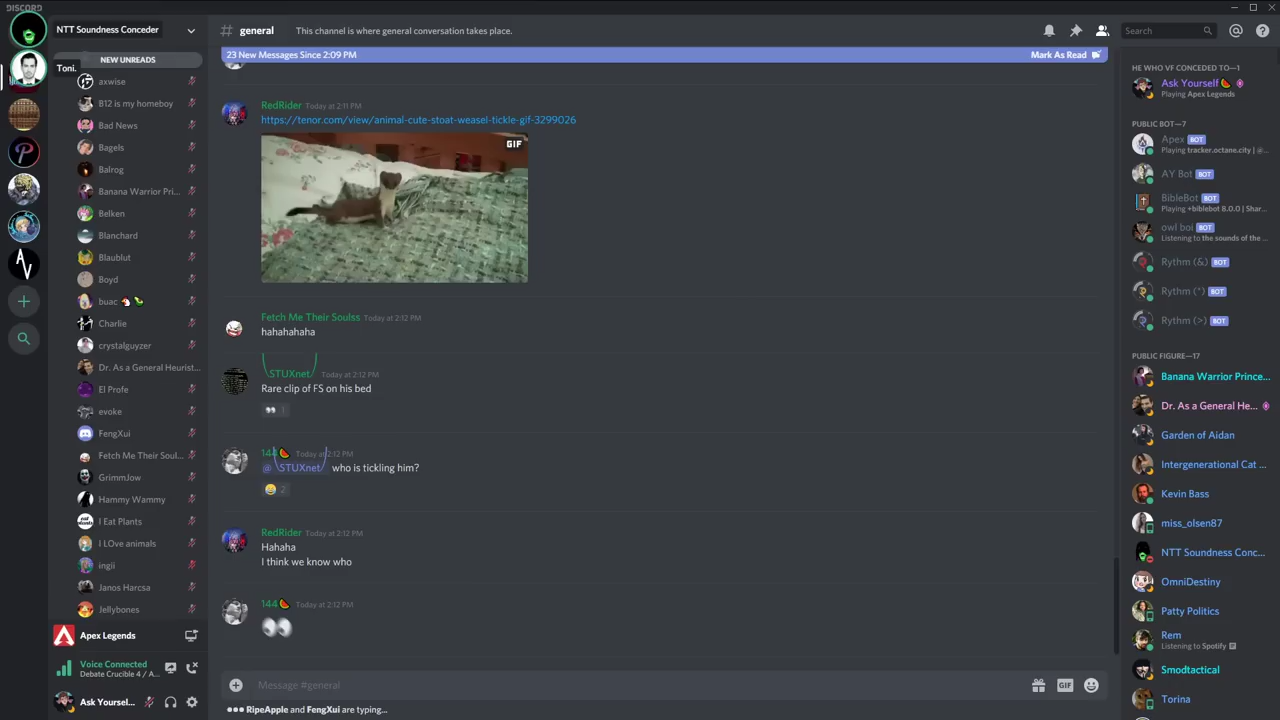 DISCORD
NTT Soundness Conceder
NEW UNREADS
Toni.
axwise
B12 is my homeboy
Bad News
Bagels
Balrog
Banana Warrior Pri...
Belken
Blanchard
Blaublut
Boyd
buac
Charlie
crystalguyzer
Dr. As a General Heurist...
El Profe
evoke
FengXui
Fetch Me Their Soul...
GrimmJow
Hammy Wammy
I Eat Plants
I LOve animals
ingii
Janos Harcsa
Jellybones
Apex Legends
Voice Connected
Debate Crucible 4 / A...
Ask Yoursel...
# general
This channel is where general conversation takes place.
Search
23 New Messages Since 2:09 PM
Mark As Read
RedRider Today at 2:11 PM
https://tenor.com/view/animal-cute-stoat-weasel-tickle-gif-3299026
GIF
Fetch Me Their Soulss Today at 2:12 PM
hahahahaha
STUXnet Today at 2:12 PM
Rare clip of FS on his bed
1
144 Today at 2:12 PM
@STUXnet who is tickling him?
2
RedRider Today at 2:12 PM
Hahaha
I think we know who
144 Today at 2:12 PM
Message #general
GIF
RipeApple and FengXui are typing...
HE WHO VF CONCEDED TO—1
Ask Yourself
Playing Apex Legends
PUBLIC BOT—7
Apex BOT
Playing tracker.octane.city | @...
AY Bot BOT
BibleBot BOT
Playing +biblebot 8.0.0 | Shar...
owl boi BOT
Listening to the sounds of the ...
Rythm (&) BOT
Rythm (*) BOT
Rythm (>) BOT
PUBLIC FIGURE—17
Banana Warrior Prince...
Dr. As a General He...
Garden of Aidan
Intergenerational Cat ...
Kevin Bass
miss_olsen87
NTT Soundness Conc...
OmniDestiny
Patty Politics
Rem
Listening to Spotify
Smodtactical
Torina